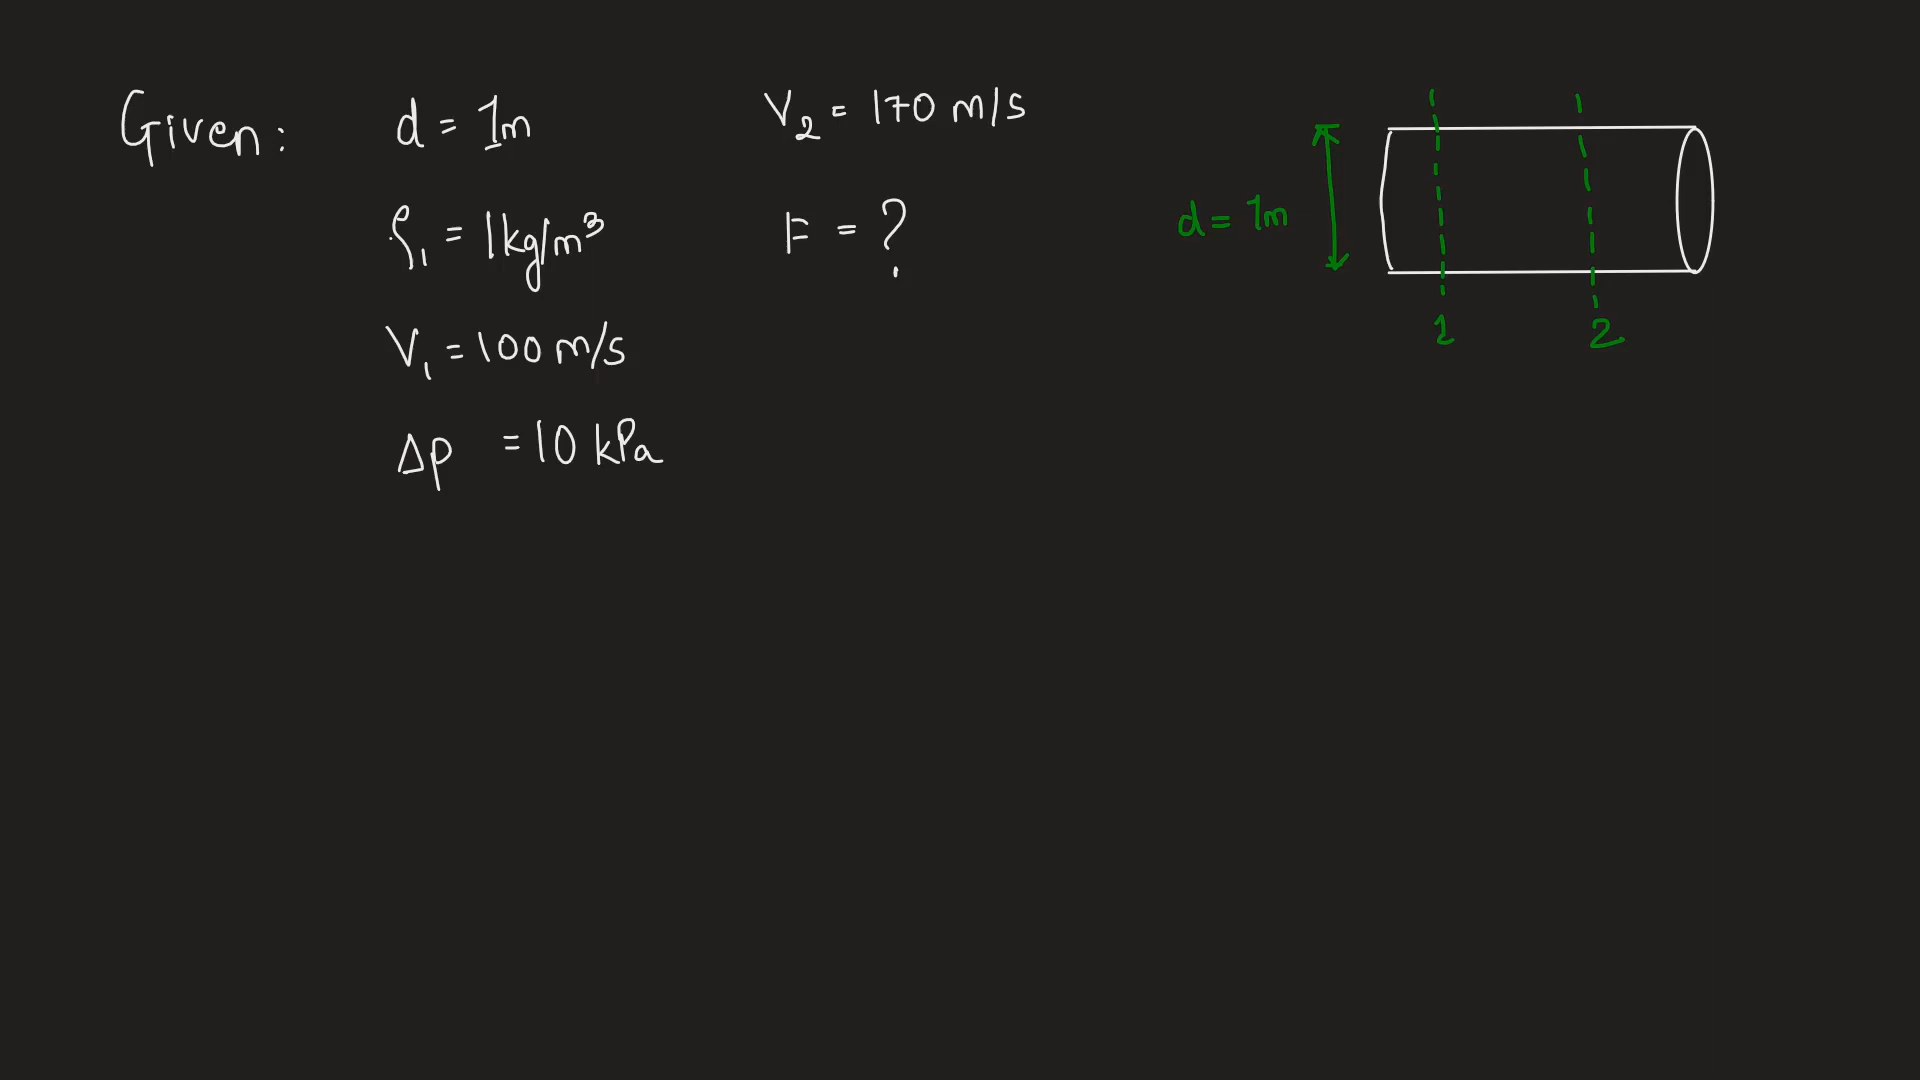 Given: d = 1m V₂ = 170 m/s
ρ₁ = 1kg/m³ F = ?
V₁ = 100 m/s
Δp = 10 kPa
d = 1m
1 2